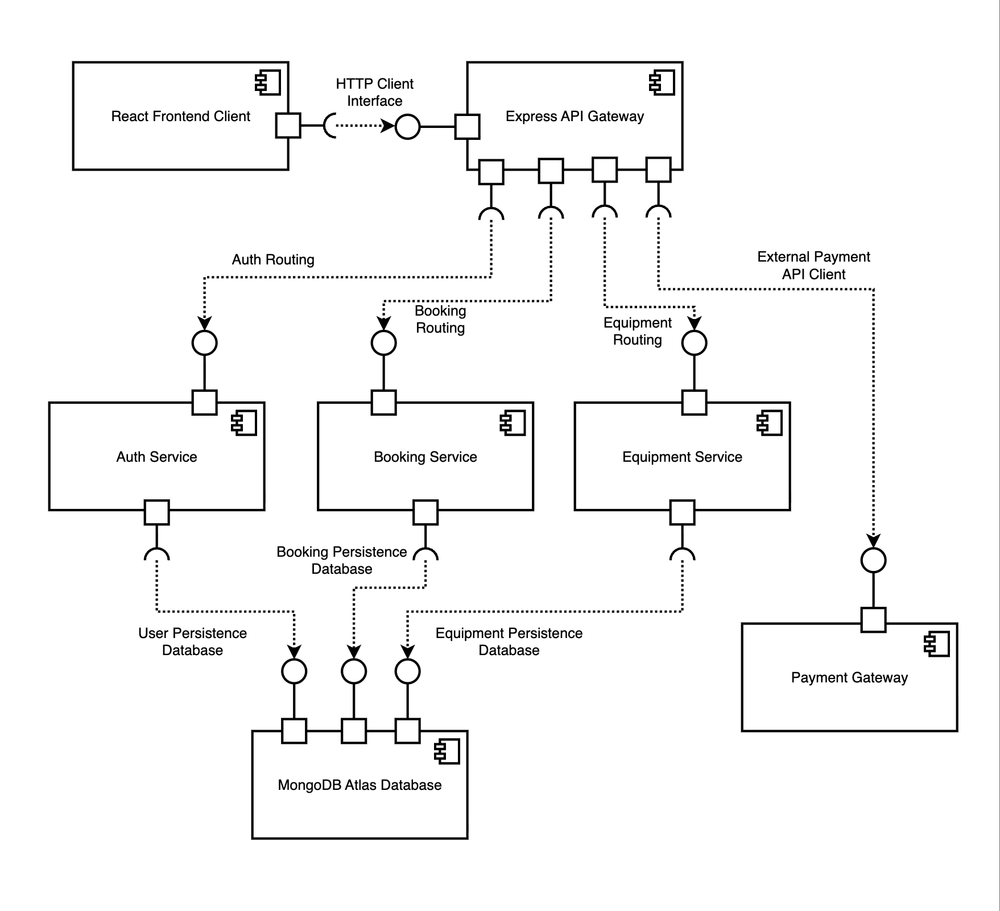 HTTP Client
Interface
React Frontend Client
Express API Gateway
Auth Routing
External Payment
API Client
Booking
Routing
Equipment
Routing
Auth Service
Booking Service
Equipment Service
Booking Persistence
Database
User Persistence
Database
Equipment Persistence
Database
Payment Gateway
MongoDB Atlas Database